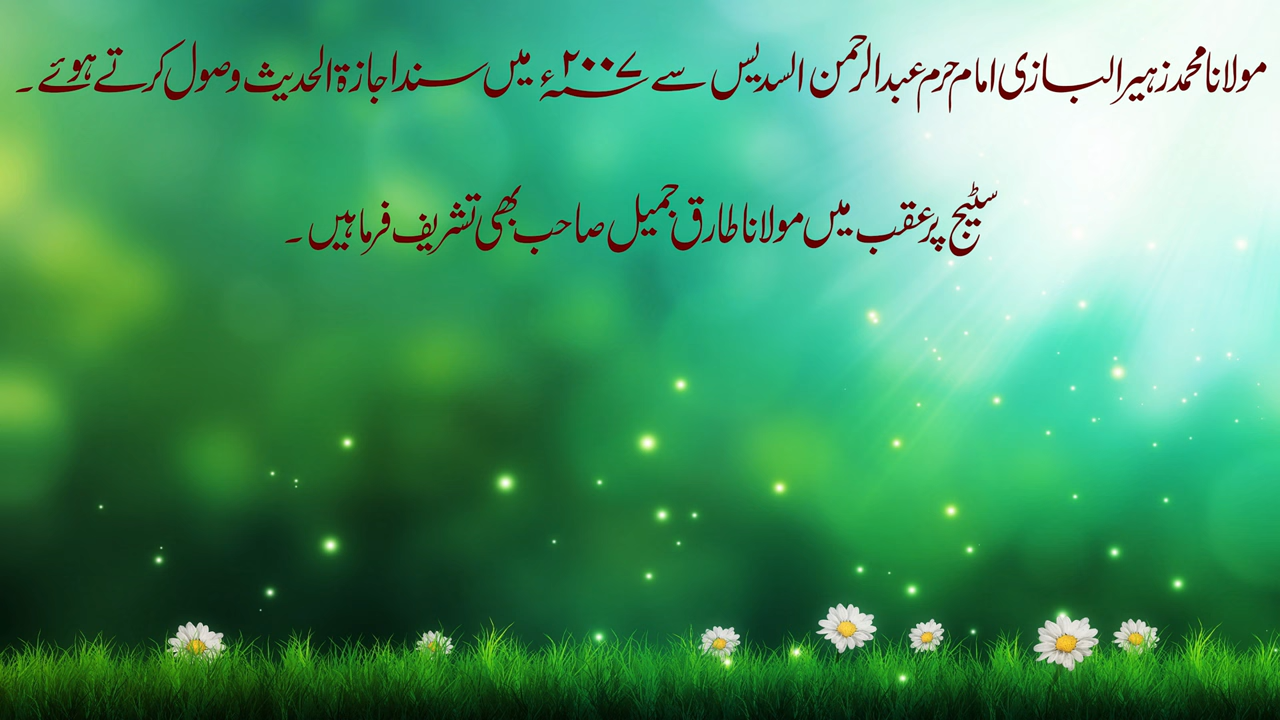 مولانا محمد زہیر البازی امام حرم عبدالرحمن السدیس سے ۲۰۰۷؁ء میں سند اجازۃ الحدیث وصول کرتے ہوئے ۔
سٹیج پر عقب میں مولانا طارق جمیل صاحب بھی تشریف فرما ہیں ۔